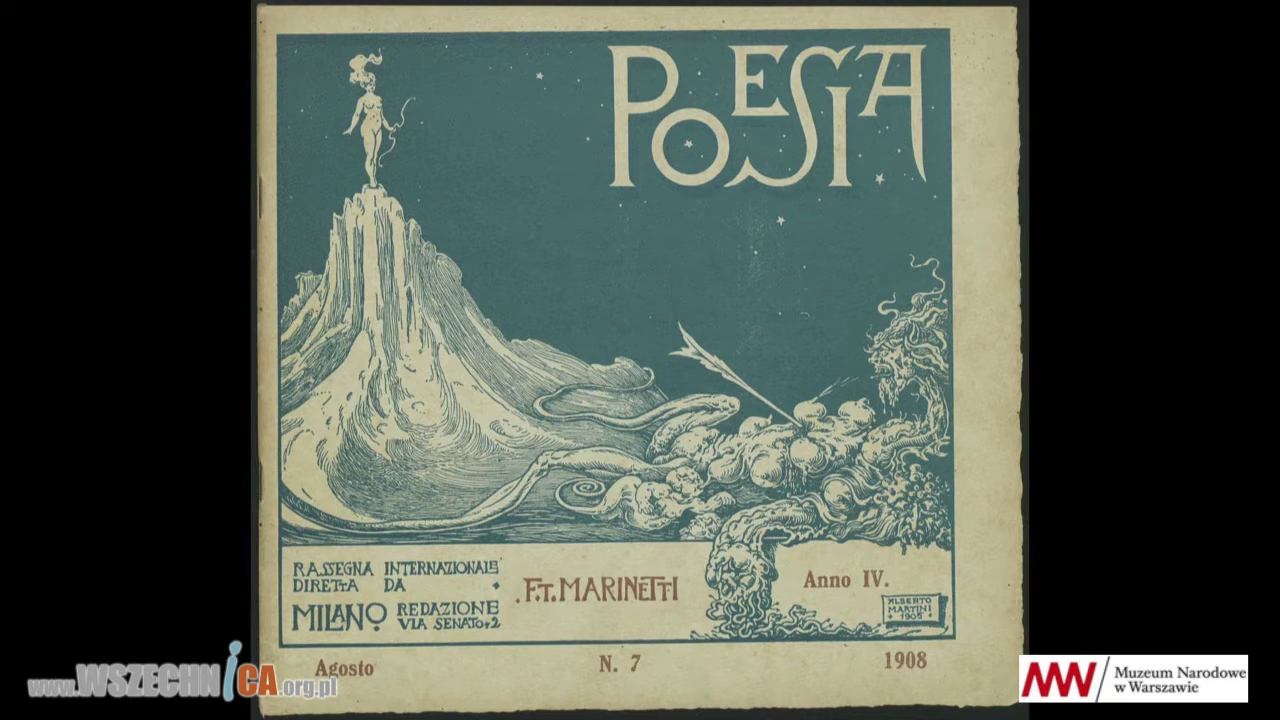 POESIA
RASSEGNA INTERNAZIONALE
DIRETTA DA
MILANO REDAZIONE
VIA SENATO, 2
. F.T. MARINETTI
Anno IV.
ALBERTO
MARTINI
1905
Agosto N. 7 1908
www.WSZECHNICA.org.pl
Muzeum Narodowe
w Warszawie